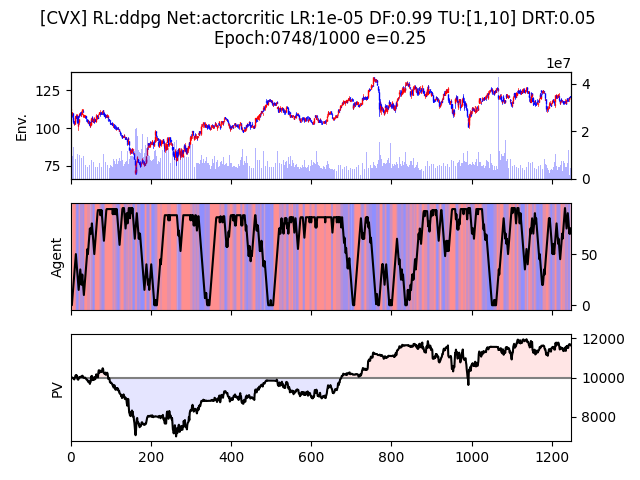 [CVX] RL:ddpg Net:actorcritic LR:1e-05 DF:0.99 TU:[1,10] DRT:0.05
Epoch:0748/1000 e=0.25
1e7
125
100
75
Env.
4
2
0
Agent
50
0
PV
12000
10000
8000
0 200 400 600 800 1000 1200